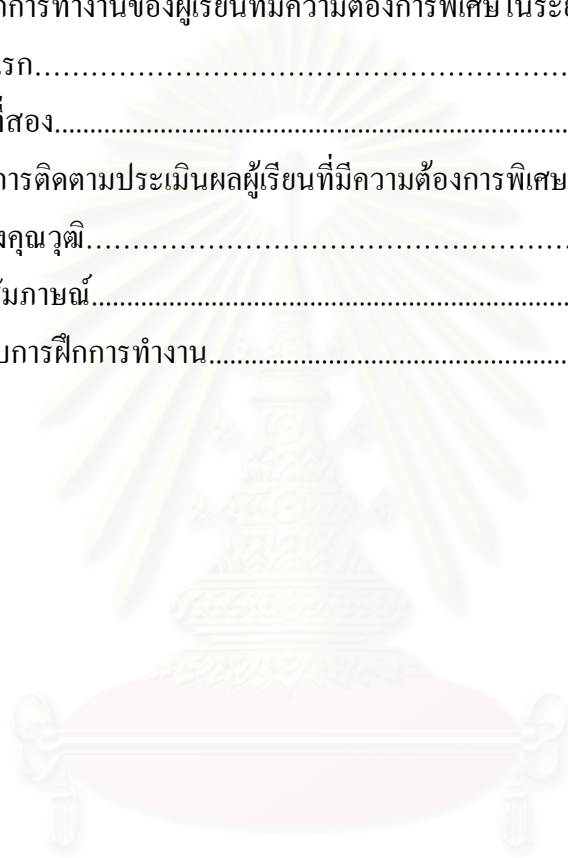 การทำงานของผู้เรียนที่มีความต้องการพิเศษ ในระ
แรก……………………………………………
ที่สอง..........................................................................
การติดตามประเมินผลผู้เรียนที่มีความต้องการพิเศษ
คุณวุฒิ……………………………………
สัมภาษณ์....................................................................
การฝึกการทำงาน..................................................